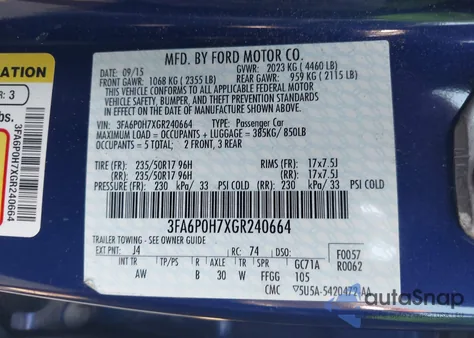 MFD. BY FORD MOTOR CO.
DATE: 09/15 GVWR: 2023 KG ( 4460 LB)
FRONT GAWR: 1068 KG ( 2355 LB) REAR GAWR: 959 KG ( 2115 LB)
THIS VEHICLE CONFORMS TO ALL APPLICABLE FEDERAL MOTOR
VEHICLE SAFETY, BUMPER, AND THEFT PREVENTION STANDARDS
IN EFFECT ON THE DATE OF MANUFACTURE SHOWN ABOVE.
VIN: 3FA6P0H7XGR240664 TYPE: Passenger Car
MAXIMUM LOAD = OCCUPANTS + LUGGAGE = 385KG/ 850LB
OCCUPANTS = 5 TOTAL; 2 FRONT, 3 REAR
TIRE (FR): 235/50R17 96H RIMS (FR): 17x7.5J
(RR): 235/50R17 96H (RR): 17x7.5J
PRESSURE (FR): 230 kPa/ 33 PSI COLD (RR): 230 kPa/ 33 PSI COLD
3FA6P0H7XGR240664
TRAILER TOWING - SEE OWNER GUIDE
EXT PNT: J4 RC: 74 DSO: F0057
R0062
INT TR TP/PS R AXLE TR SPR GC71A
AW B 30 W FFGG 105
CMC 5U5A-5420472-AA
ATION
R: 3
bs.
3FA6P0H7XGR240664
autoSnap